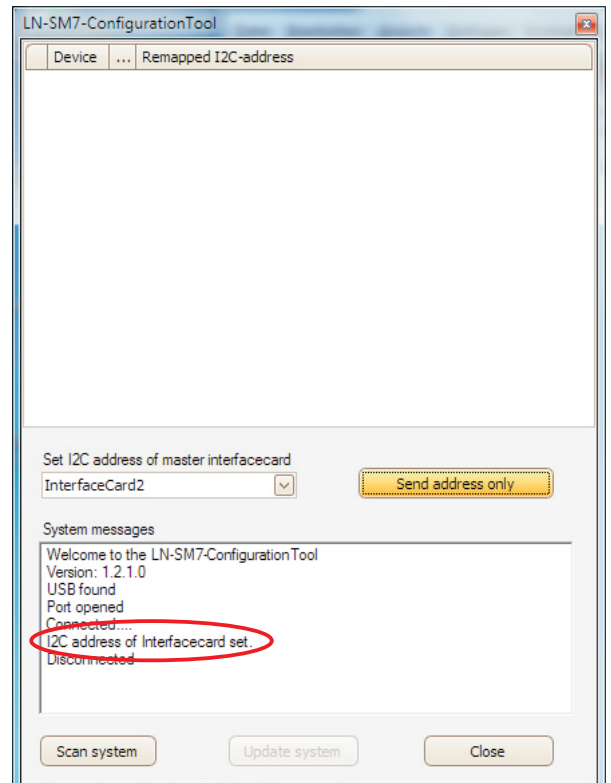 LN-SM7-ConfigurationTool
Device ... Remapped I2C-address
Set I2C address of master interfacecard
InterfaceCard2
Send address only
System messages
Welcome to the LN-SM7-ConfigurationTool
Version: 1.2.1.0
USB found
Port opened
Connected....
I2C address of Interfacecard set.
Disconnected
Scan system
Update system
Close